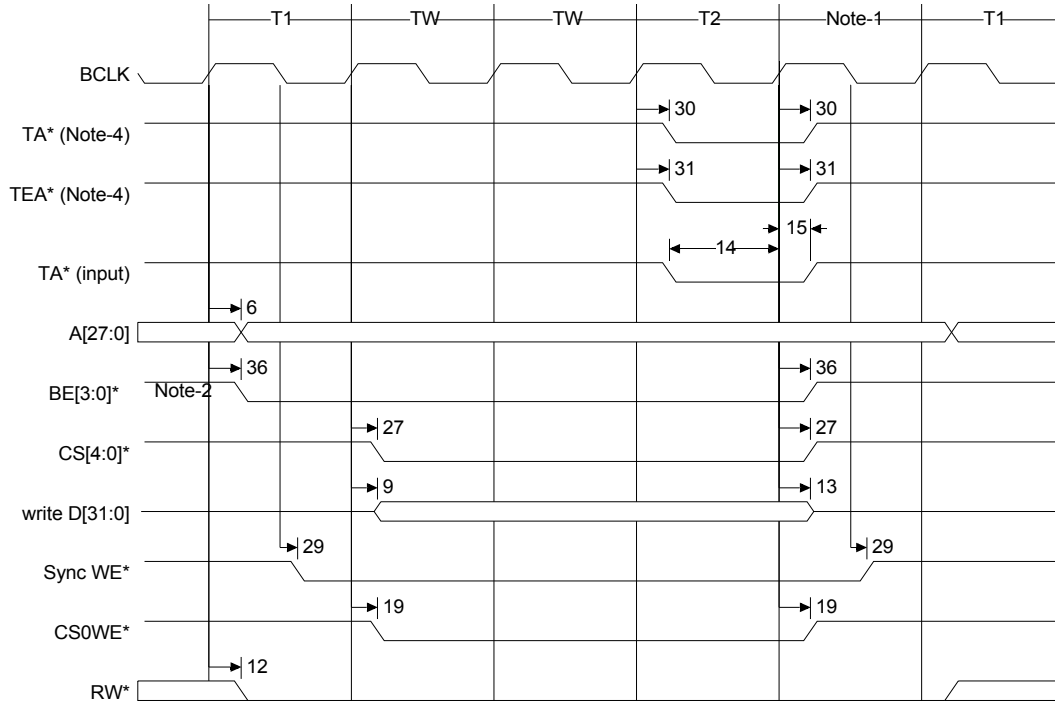 T1 TW TW T2 Note-1 T1
BCLK
30 30
TA* (Note-4)
31 31
TEA* (Note-4)
15
14
TA* (input)
6
A[27:0]
36 36
BE[3:0]* Note-2
27 27
CS[4:0]*
9 13
write D[31:0]
29 29
Sync WE*
19 19
CS0WE*
12
RW*